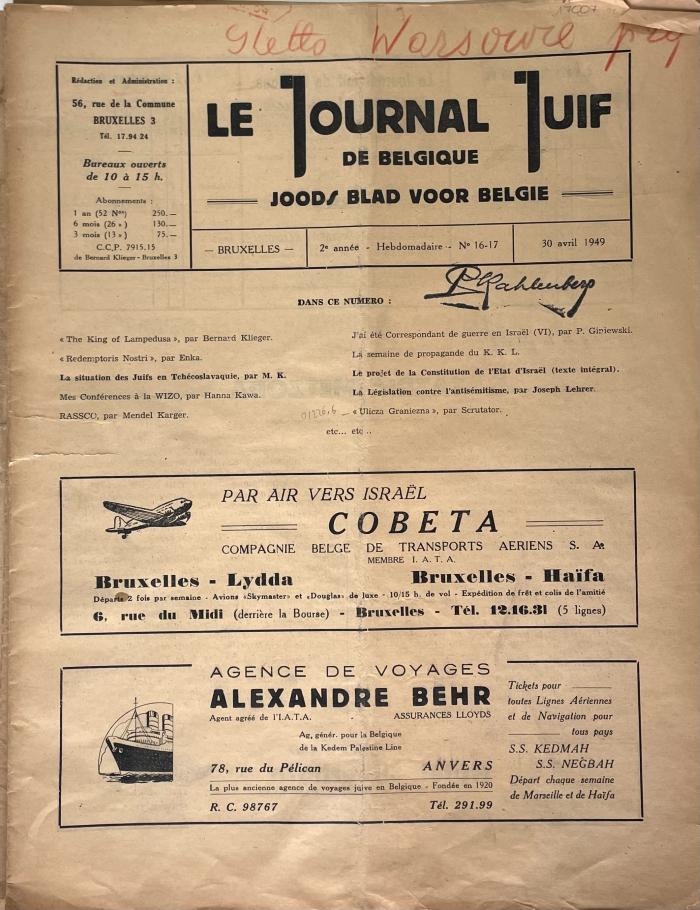 17007
Ghetto Warsowie
Rédaction et Administration :
56, rue de la Commune
BRUXELLES 3
Tél. 17.94 24
Bureaux ouverts
de 10 à 15 h.
Abonnements :
1 an (52 Nos) 250.—
6 mois (26 ») 130.—
3 mois (13 ») 75.—
C.C.P. 7915.15
de Bernard Klieger - Bruxelles 3
LE JOURNAL JUIF
DE BELGIQUE
JOODS BLAD VOOR BELGIE
— BRUXELLES —
2e année - Hebdomadaire - No 16-17
30 avril 1949
DANS CE NUMERO :
« The King of Lampedusa », par Bernard Klieger.
« Redemptoris Nostri », par Enka.
La situation des Juifs en Tchécoslavaquie, par M. K.
Mes Conférences à la WIZO, par Hanna Kawa.
RASSCO, par Mendel Karger.
J'ai été Correspondant de guerre en Israël (VI), par P. Giniewski.
La semaine de propagande du K. K. L.
Le projet de la Constitution de l'Etat d'Israël (texte intégral).
La Législation contre l'antisémitisme, par Joseph Lehrer.
« Ulicza Graniezna », par Scrutator.
etc... etc ..
PAR AIR VERS ISRAËL
COBETA
COMPAGNIE BELGE DE TRANSPORTS AERIENS S. A.
MEMBRE I. A. T. A.
Bruxelles - Lydda Bruxelles - Haïfa
Départs 2 fois par semaine - Avions «Skymaster» et «Douglas» de luxe - 10/15 h. de vol - Expédition de frêt et colis de l'amitié
6, rue du Midi (derrière la Bourse) - Bruxelles - Tél. 12.16.31 (5 lignes)
AGENCE DE VOYAGES
ALEXANDRE BEHR
Agent agréé de l'I.A.T.A. - ASSURANCES LLOYDS
Ag. génér. pour la Belgique
de la Kedem Palestine Line
78, rue du Pélican ANVERS
La plus ancienne agence de voyages juive en Belgique - Fondée en 1920
R. C. 98767 Tél. 291.99
Tickets pour
toutes Lignes Aériennes
et de Navigation pour
tous pays
S.S. KEDMAH
S.S. NEGBAH
Départ chaque semaine
de Marseille et de Haïfa